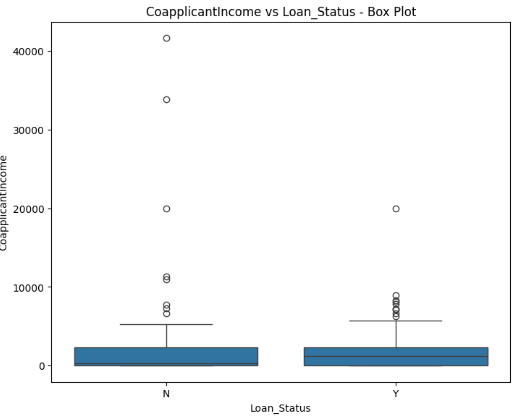 CoapplicantIncome vs Loan_Status - Box Plot
40000
30000
20000
10000
0
CoapplicantIncome
N
Y
Loan_Status